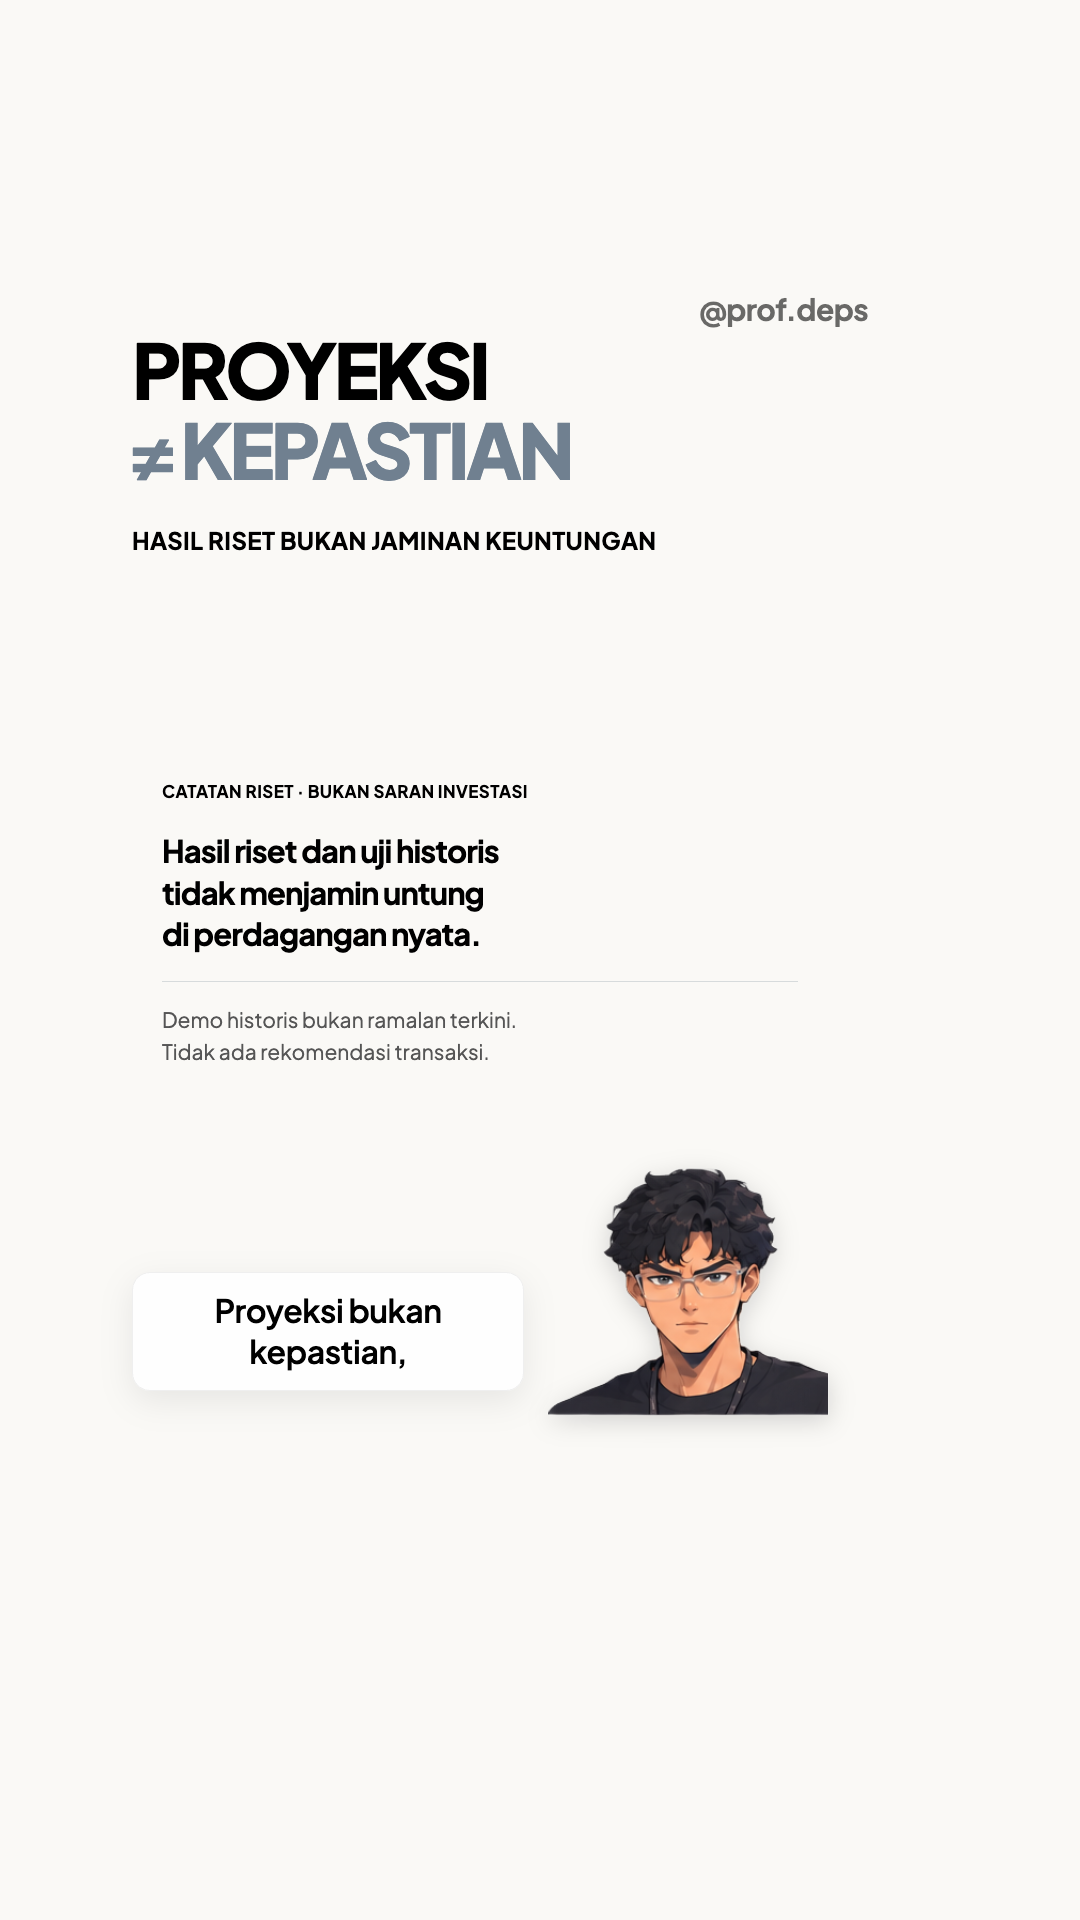 @prof.deps
PROYEKSI
≠ KEPASTIAN
HASIL RISET BUKAN JAMINAN KEUNTUNGAN
CATATAN RISET · BUKAN SARAN INVESTASI
Hasil riset dan uji historis
tidak menjamin untung
di perdagangan nyata.
Demo historis bukan ramalan terkini.
Tidak ada rekomendasi transaksi.
Proyeksi bukan
kepastian,